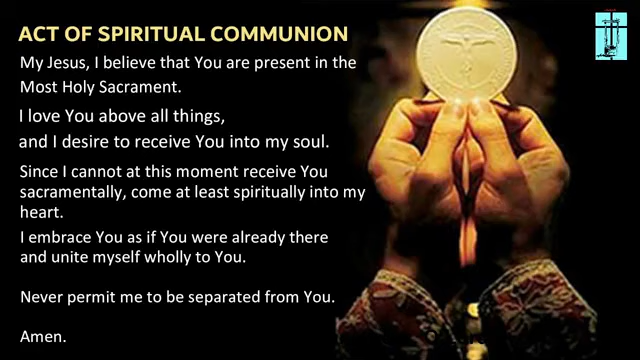 ACT OF SPIRITUAL COMMUNION
My Jesus, I believe that You are present in the
Most Holy Sacrament.
I love You above all things,
and I desire to receive You into my soul.
Since I cannot at this moment receive You
sacramentally, come at least spiritually into my
heart.
I embrace You as if You were already there
and unite myself wholly to You.
Never permit me to be separated from You.
Amen.